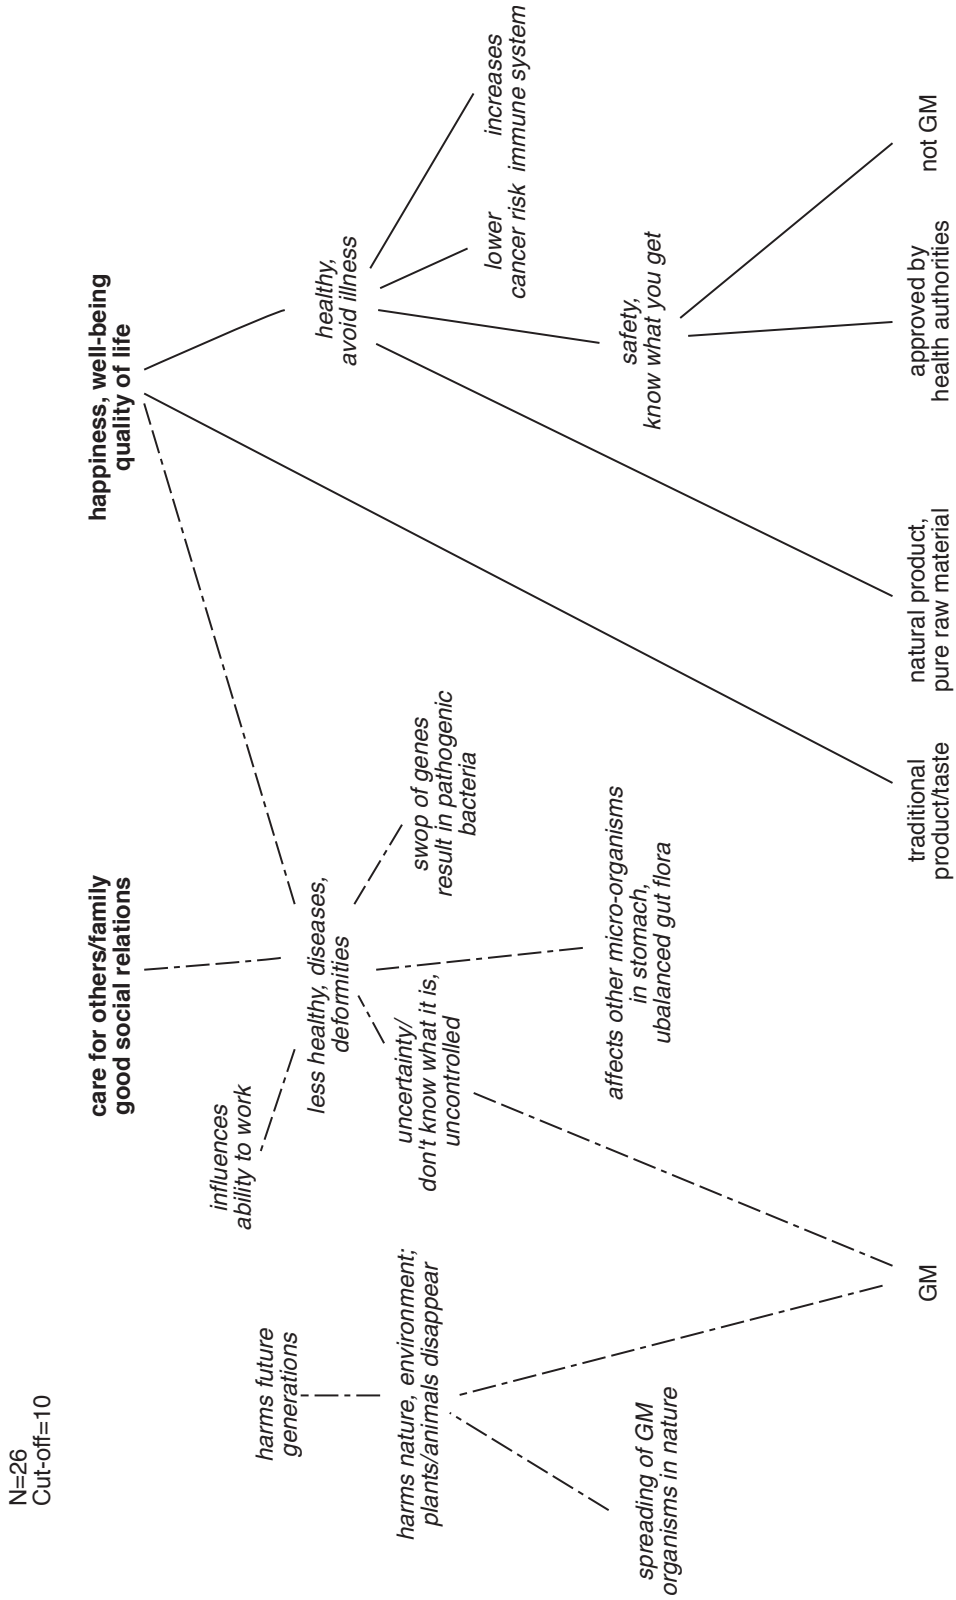 N=26
Cut-off=10
care for others/family
good social relations
happiness, well-being
quality of life
influences
ability to work
harms future
generations
less healthy, diseases,
deformities
healthy,
avoid illness
harms nature, environment;
plants/animals disappear
uncertainty/
don't know what it is,
uncontrolled
swop of genes
result in pathogenic
bacteria
lower
cancer risk
increases
immune system
spreading of GM
organisms in nature
affects other micro-organisms
in stomach,
ubalanced gut flora
safety,
know what you get
GM
traditional
product/taste
natural product,
pure raw material
approved by
health authorities
not GM